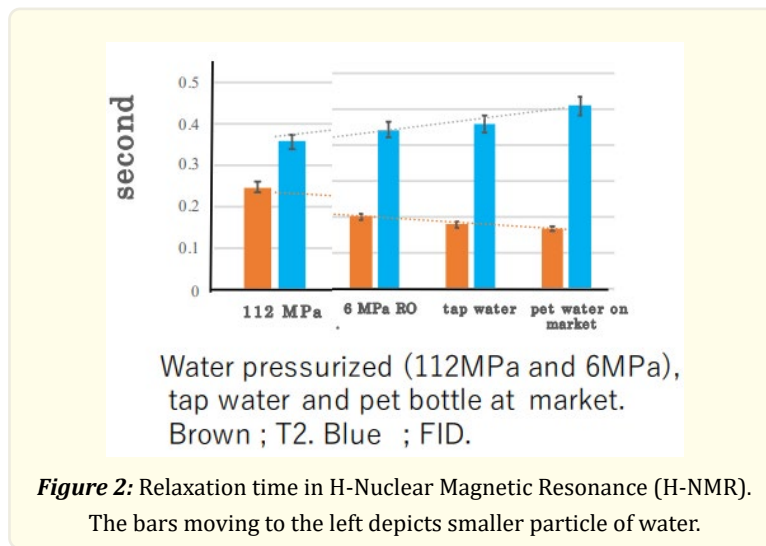 0.5
0.4
0.3
0.2
0.1
0
second
112 MPa 6 MPa RO tap water pet water on
market
.
Water pressurized (112MPa and 6MPa),
tap water and pet bottle at market.
Brown ; T2. Blue ; FID.
Figure 2: Relaxation time in H-Nuclear Magnetic Resonance (H-NMR).
The bars moving to the left depicts smaller particle of water.